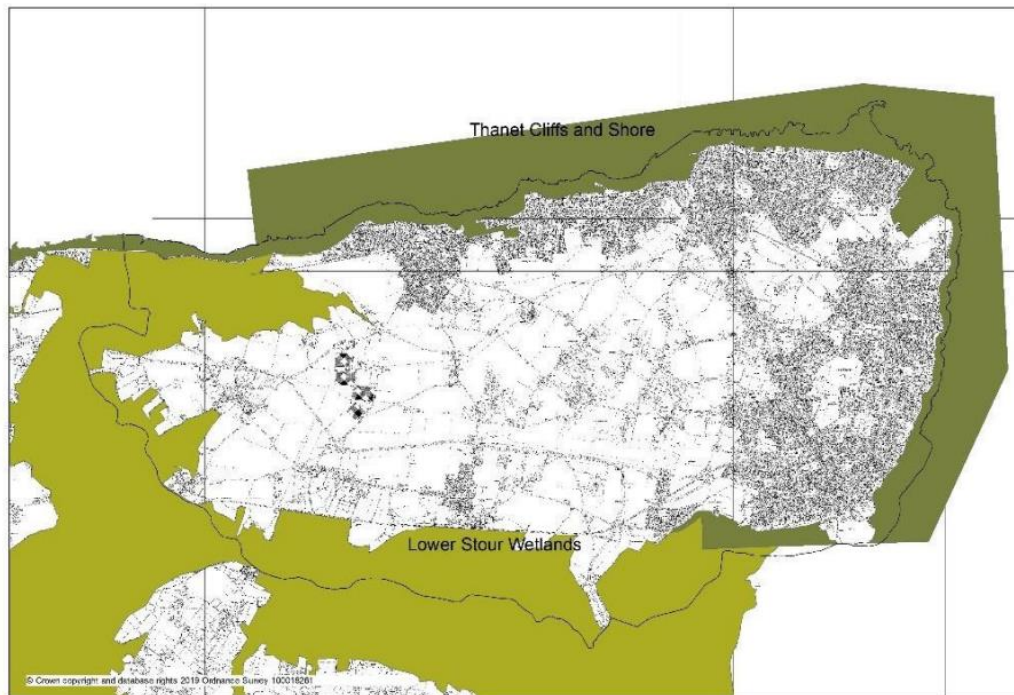 Thanet Cliffs and Shore
Lower Stour Wetlands
© Crown copyright and database rights 2019 Ordnance Survey 100018261